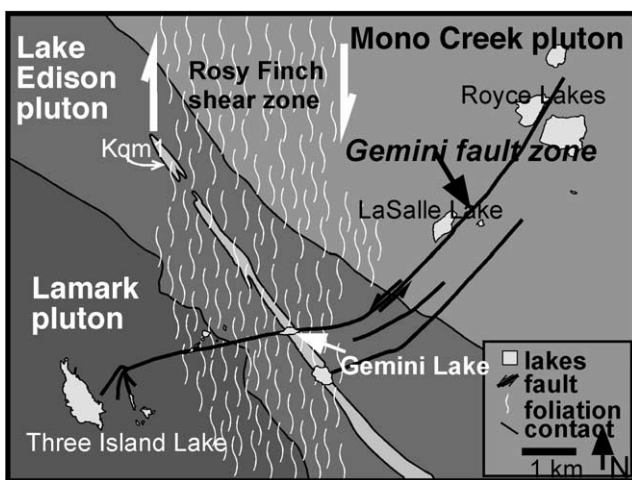 Lake
Edison
pluton
Rosy Finch
shear zone
Mono Creek pluton
Royce Lakes
Kqm1
Gemini fault zone
LaSalle Lake
Lamark
pluton
Gemini Lake
Three Island Lake
lakes
fault
foliation
contact
1 km
N